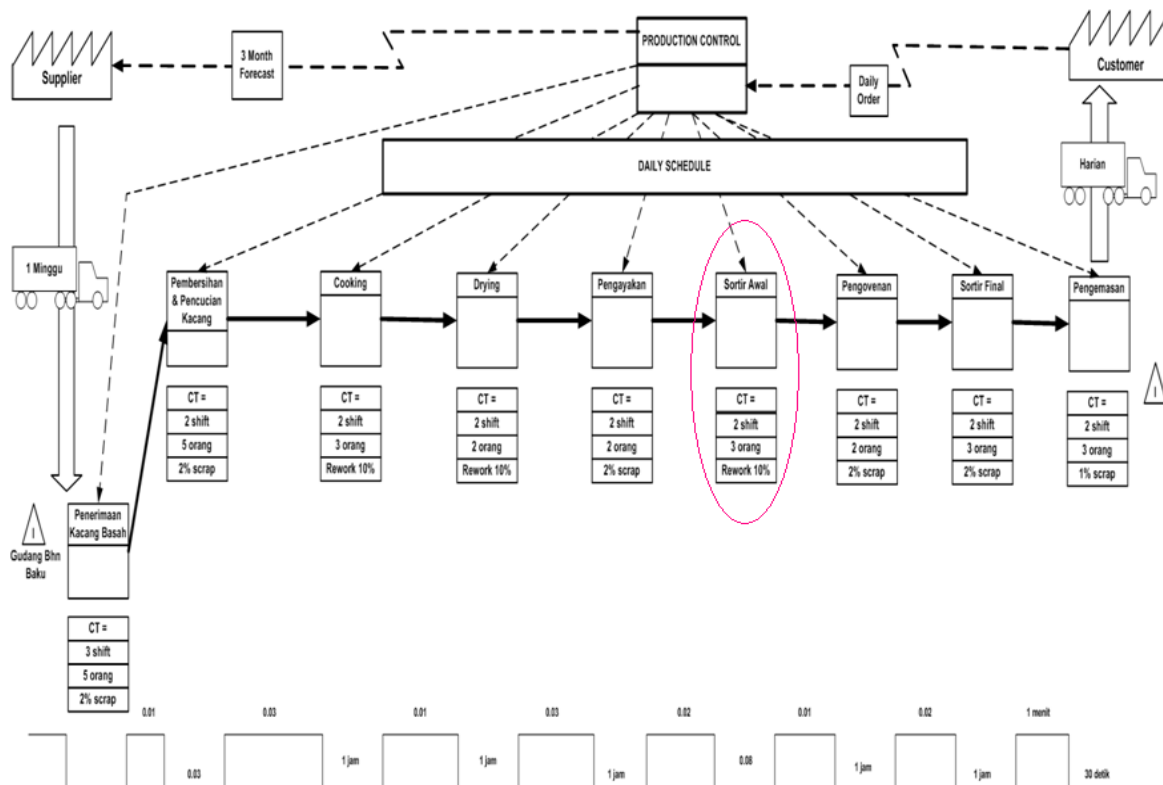 PRODUCTION CONTROL
3 Month
Forecast
Supplier
Daily
Order
Customer
DAILY SCHEDULE
Harian
1 Minggu
Pembersihan
& Pencucian
Kacang
Cooking
Drying
Pengayakan
Sortir Awal
Pengovenan
Sortir Final
Pengemasan
I
CT =
2 shift
5 orang
2% scrap
CT =
2 shift
3 orang
Rework 10%
CT =
2 shift
2 orang
Rework 10%
CT =
2 shift
2 orang
2% scrap
CT =
2 shift
3 orang
Rework 10%
CT =
2 shift
2 orang
2% scrap
CT =
2 shift
3 orang
2% scrap
CT =
2 shift
3 orang
1% scrap
I
Gudang Bhn
Baku
Penerimaan
Kacang Basah
CT =
3 shift
5 orang
2% scrap
0.01 0.03 0.01 0.03 0.02 0.01 0.02 1 menit
0.03 1 jam 1 jam 1 jam 0.08 1 jam 1 jam 30 detik